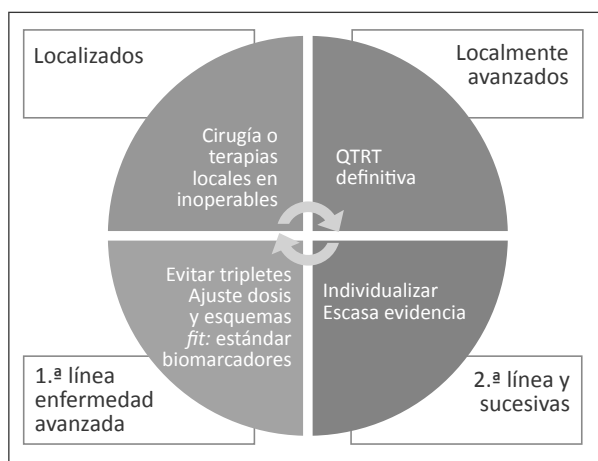 Localizados
Localmente
avanzados
Cirugía o
terapias
locales en
inoperables
QTRT
definitiva
Evitar tripletes
Ajuste dosis
y esquemas
fit: estándar
biomarcadores
Individualizar
Escasa evidencia
1.ª línea
enfermedad
avanzada
2.ª línea y
sucesivas